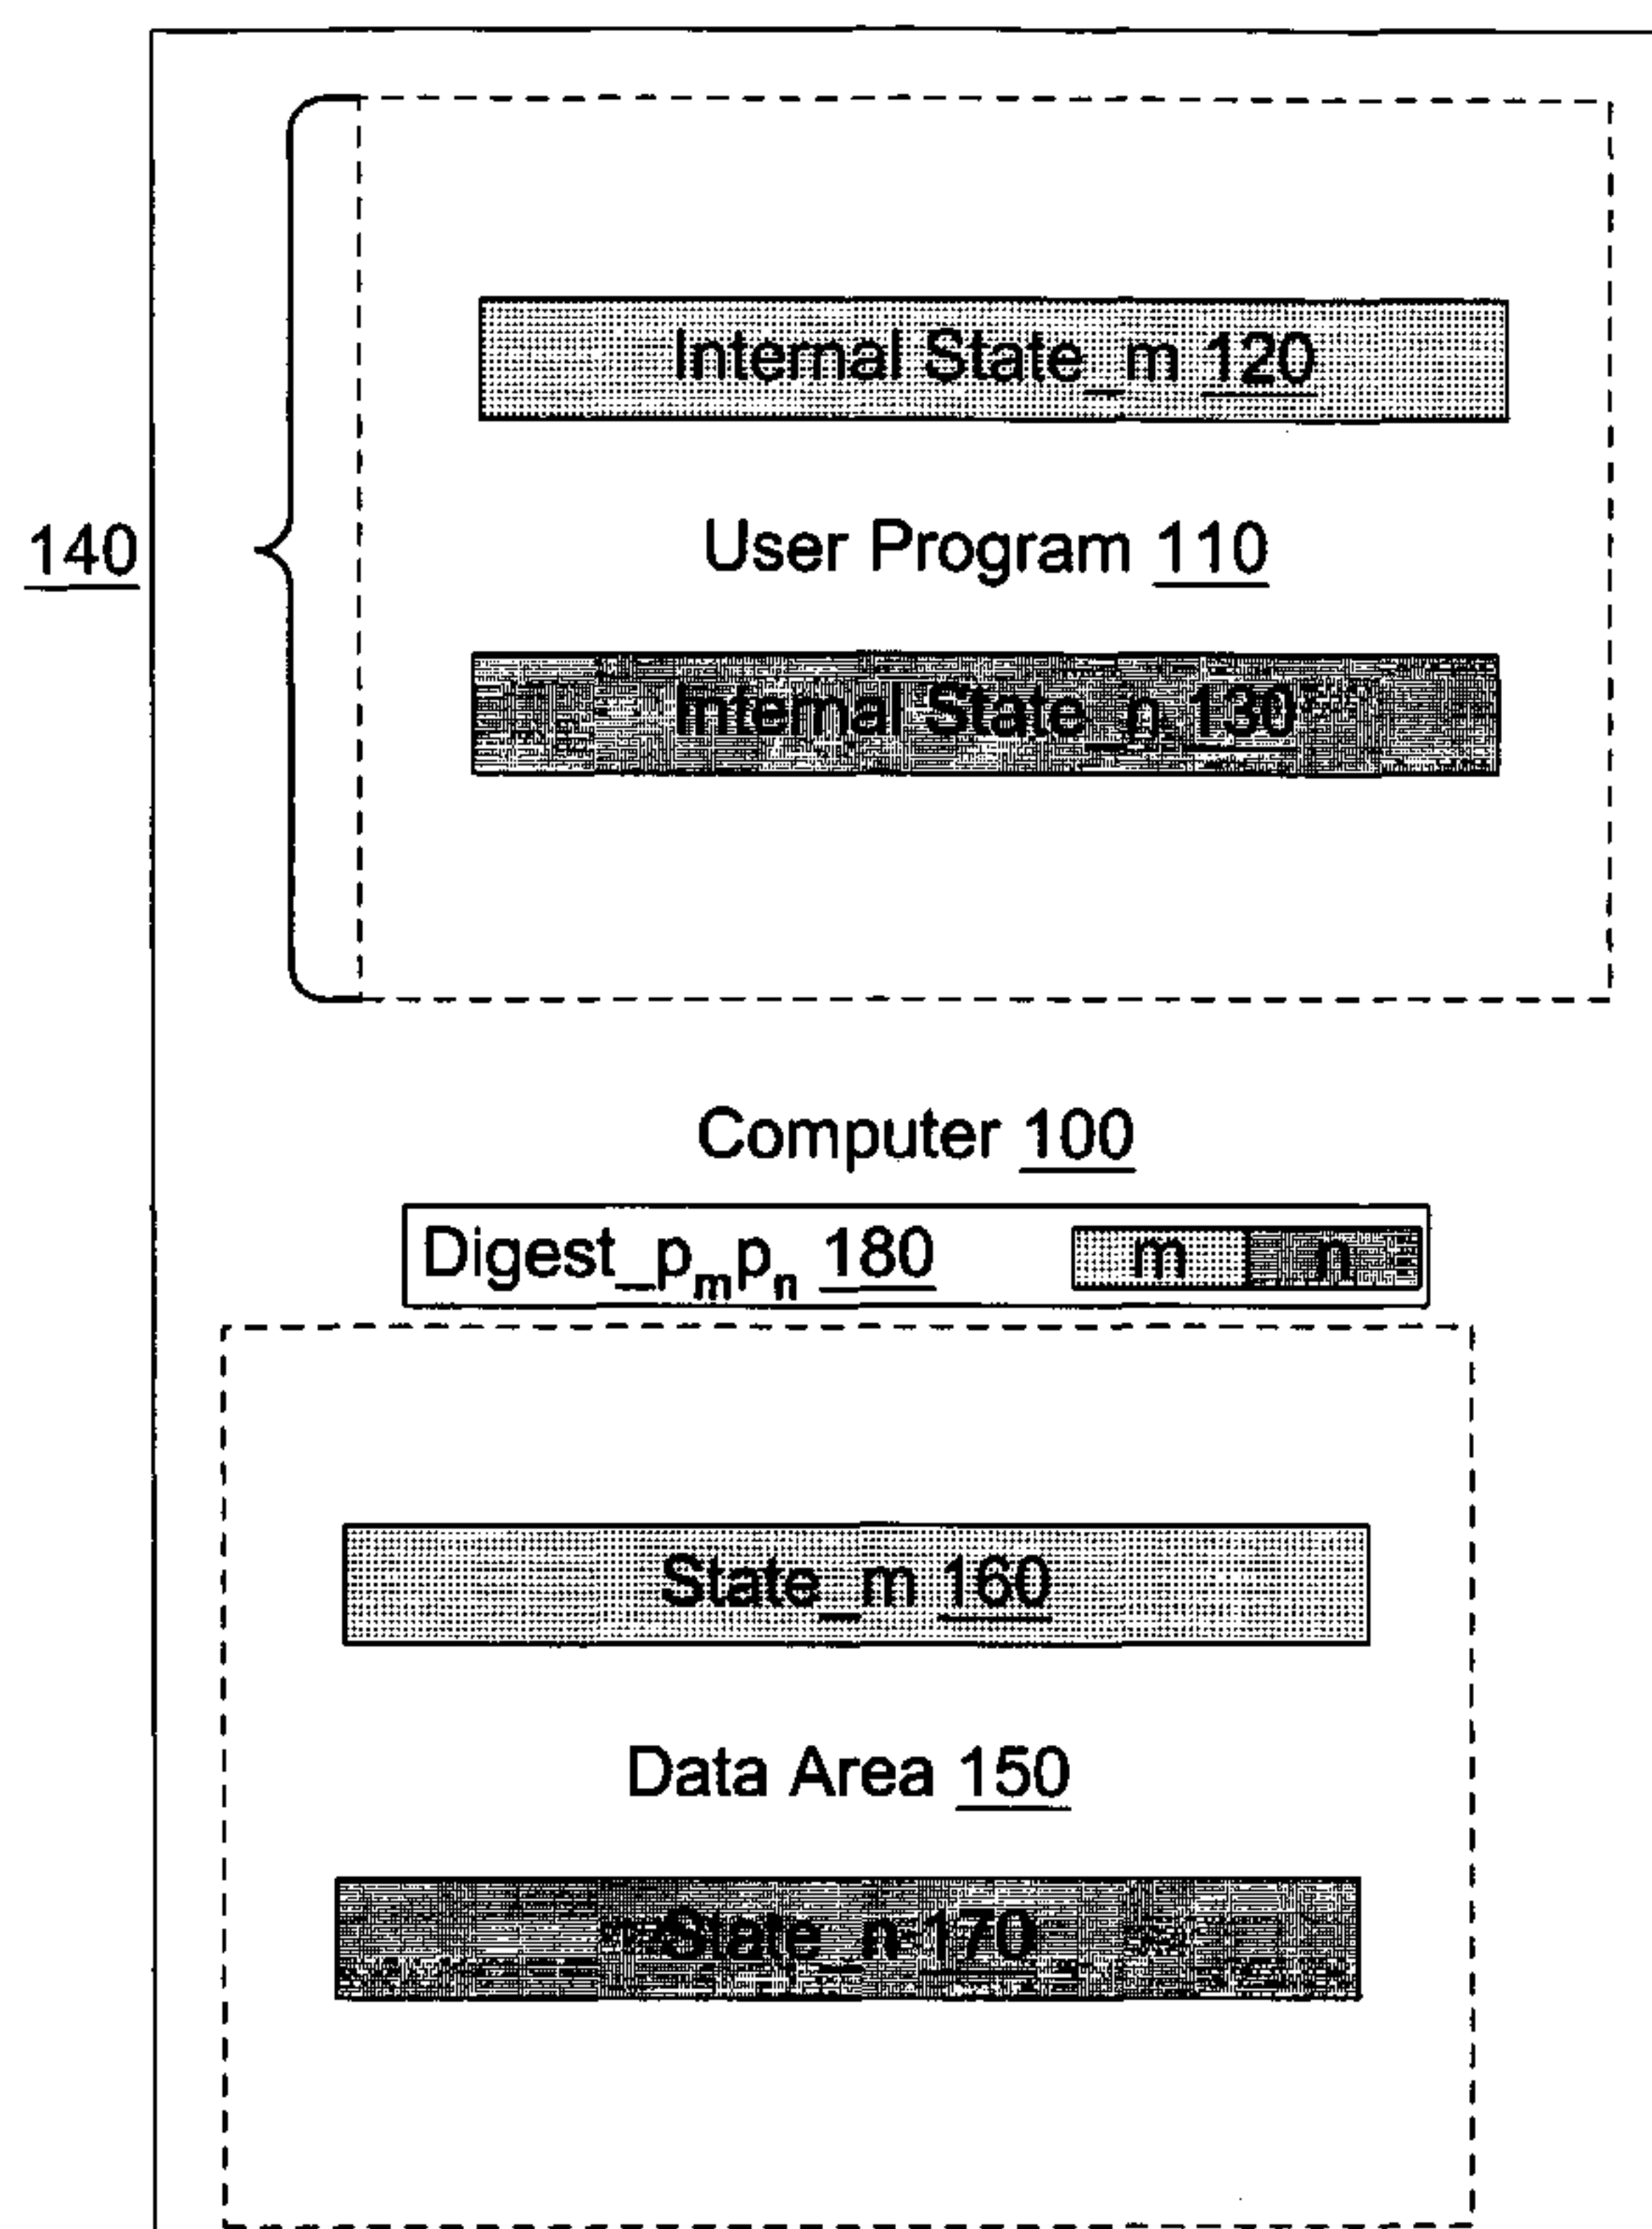 Internal State_m 120
140
User Program 110
Internal State_n 130
Computer 100
Digest_pmpn 180 m n
State_m 160
Data Area 150
State_n 170